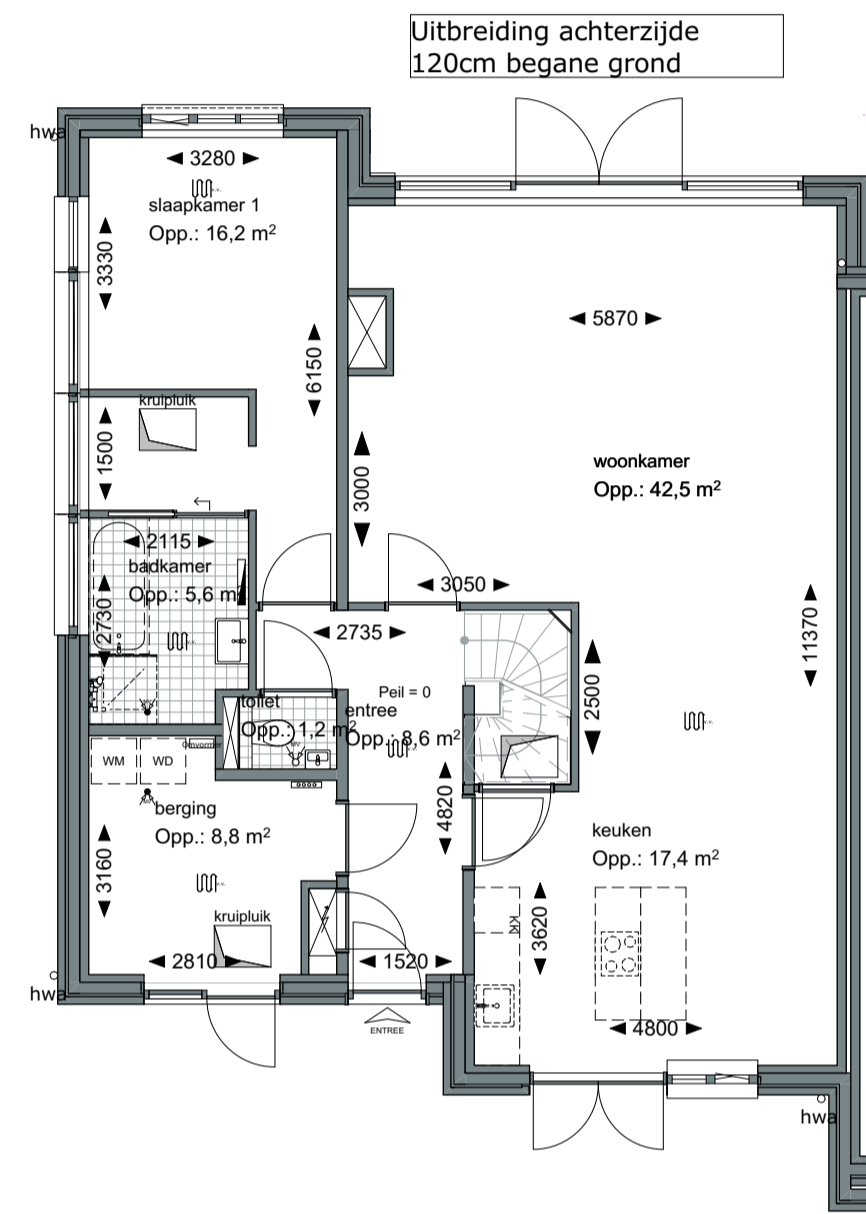 Uitbreiding achterzijde
120cm begane grond
hwa
3280
slaapkamer 1
Opp.: 16,2 m²
3330
6150
5870
kruipluik
1500
3000
woonkamer
Opp.: 42,5 m²
2115
badkamer
Opp.: 5,6 m²
2730
3050
2735
11370
Peil = 0
2500
toilet
Opp.: 1,2 m²
entree
Opp.: 8,6 m²
WM
WD
Omvormer
MV
berging
Opp.: 8,8 m²
4820
keuken
Opp.: 17,4 m²
3160
kruipluik
KK
3620
2810
1520
hwa
ENTREE
4800
hwa